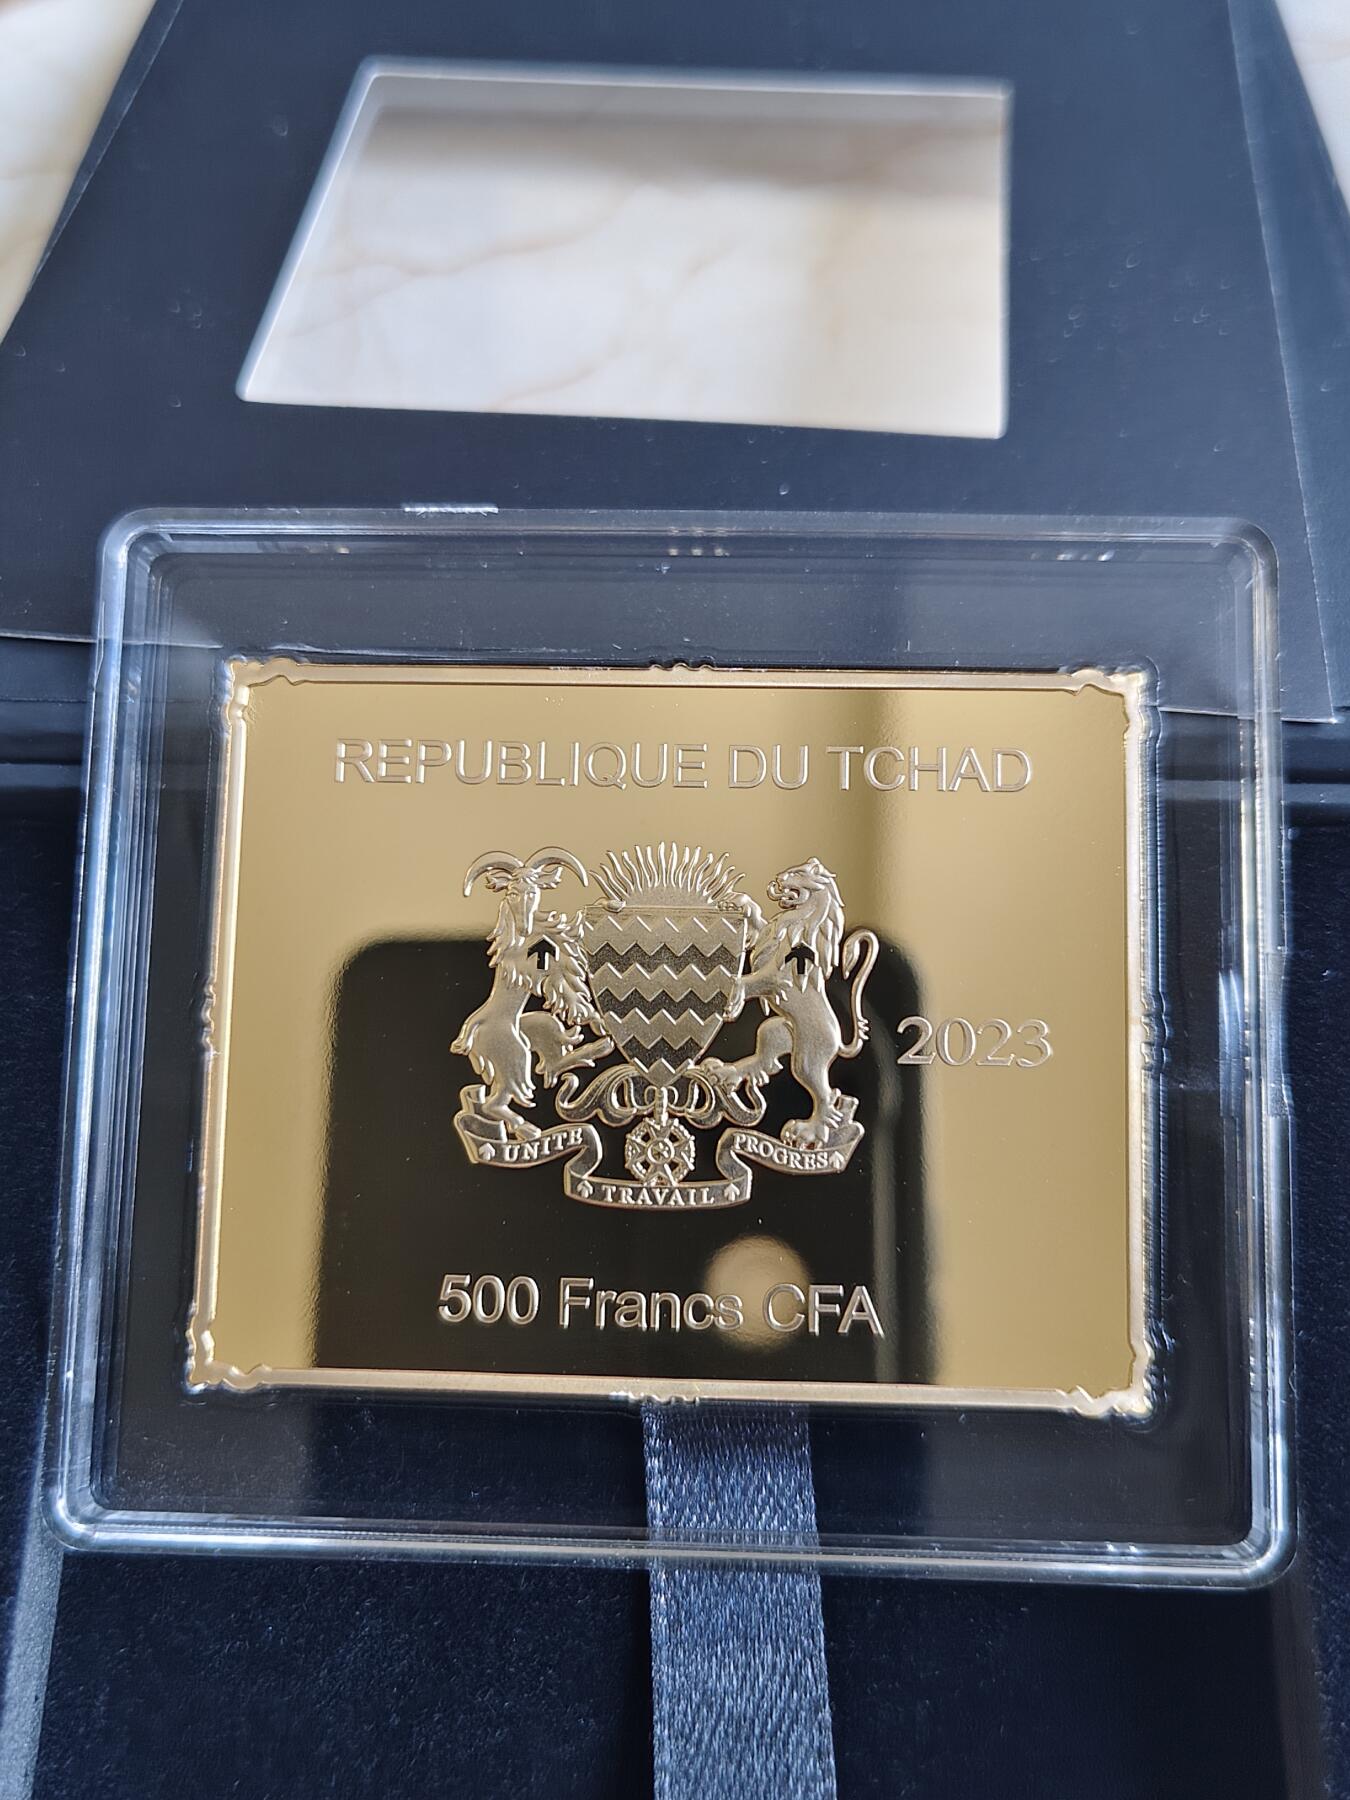 REPUBLIQUE DU TCHAD
2023
UNITE
TRAVAIL
PROGRES
500 Francs CFA